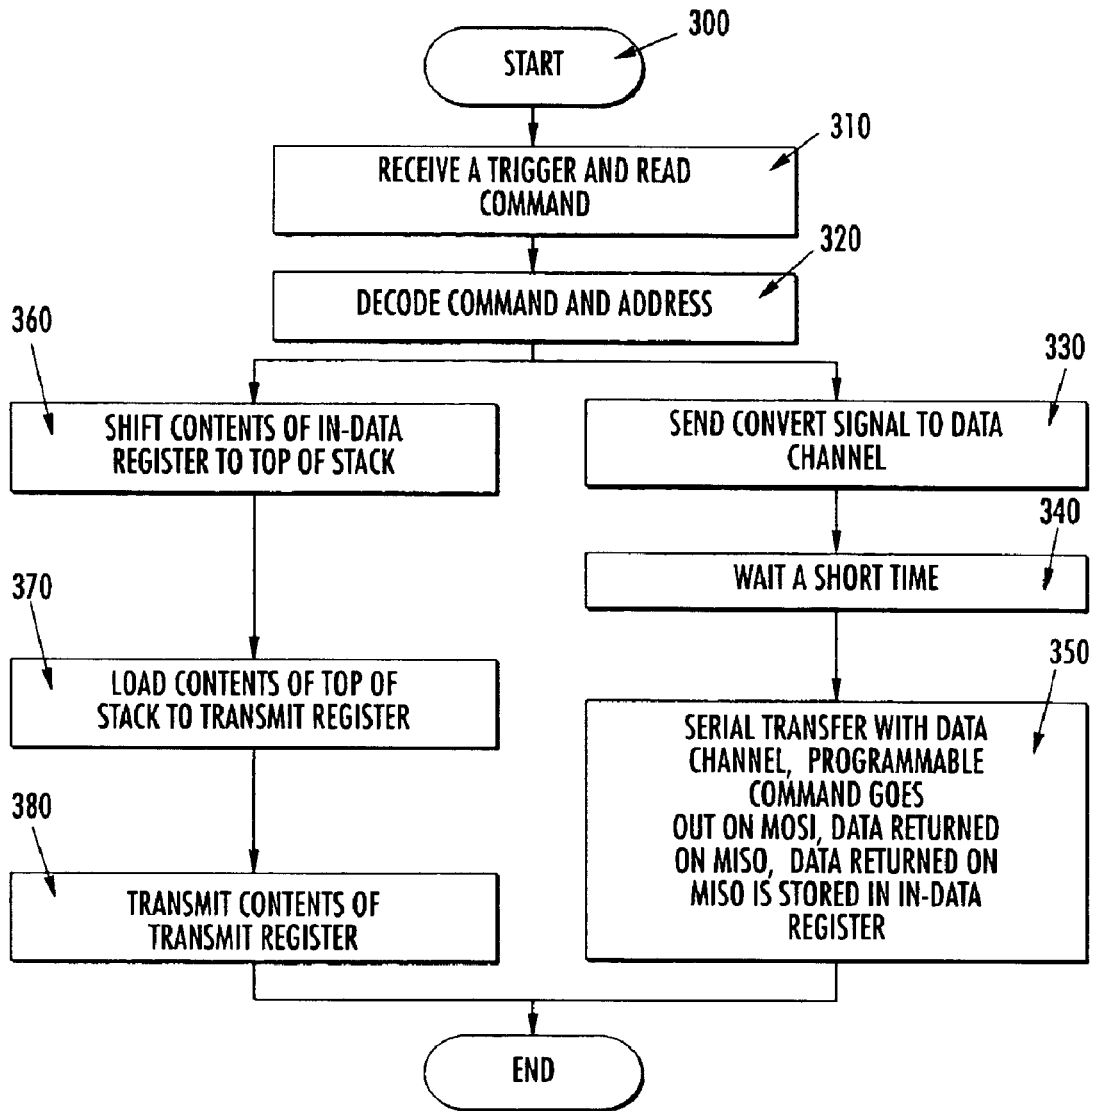 300
START
310
RECEIVE A TRIGGER AND READ
COMMAND
320
DECODE COMMAND AND ADDRESS
360
SHIFT CONTENTS OF IN-DATA
REGISTER TO TOP OF STACK
330
SEND CONVERT SIGNAL TO DATA
CHANNEL
340
WAIT A SHORT TIME
370
LOAD CONTENTS OF TOP OF
STACK TO TRANSMIT REGISTER
350
SERIAL TRANSFER WITH DATA
CHANNEL, PROGRAMMABLE
COMMAND GOES
OUT ON MOSI, DATA RETURNED
ON MISO, DATA RETURNED ON
MISO IS STORED IN IN-DATA
REGISTER
380
TRANSMIT CONTENTS OF
TRANSMIT REGISTER
END